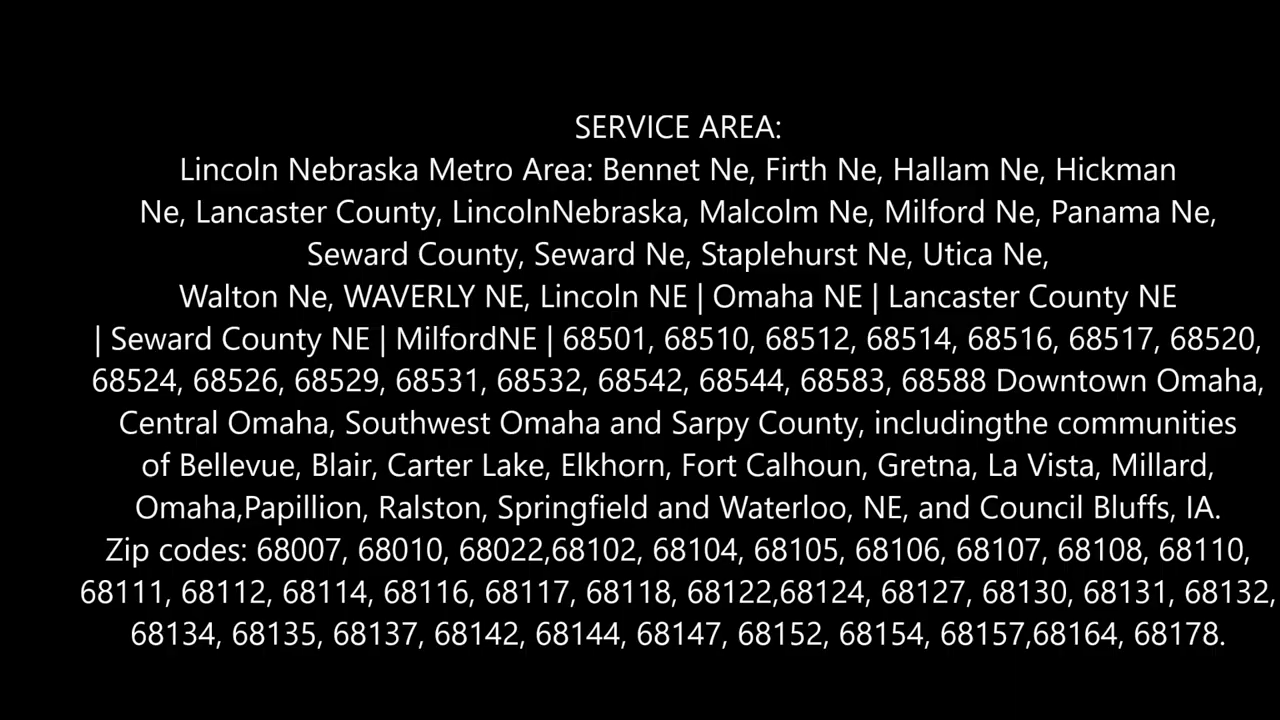 SERVICE AREA:
Lincoln Nebraska Metro Area: Bennet Ne, Firth Ne, Hallam Ne, Hickman
Ne, Lancaster County, LincolnNebraska, Malcolm Ne, Milford Ne, Panama Ne,
Seward County, Seward Ne, Staplehurst Ne, Utica Ne,
Walton Ne, WAVERLY NE, Lincoln NE | Omaha NE | Lancaster County NE
| Seward County NE | MilfordNE | 68501, 68510, 68512, 68514, 68516, 68517, 68520,
68524, 68526, 68529, 68531, 68532, 68542, 68544, 68583, 68588 Downtown Omaha,
Central Omaha, Southwest Omaha and Sarpy County, includingthe communities
of Bellevue, Blair, Carter Lake, Elkhorn, Fort Calhoun, Gretna, La Vista, Millard,
Omaha,Papillion, Ralston, Springfield and Waterloo, NE, and Council Bluffs, IA.
Zip codes: 68007, 68010, 68022,68102, 68104, 68105, 68106, 68107, 68108, 68110,
68111, 68112, 68114, 68116, 68117, 68118, 68122,68124, 68127, 68130, 68131, 68132,
68134, 68135, 68137, 68142, 68144, 68147, 68152, 68154, 68157,68164, 68178.